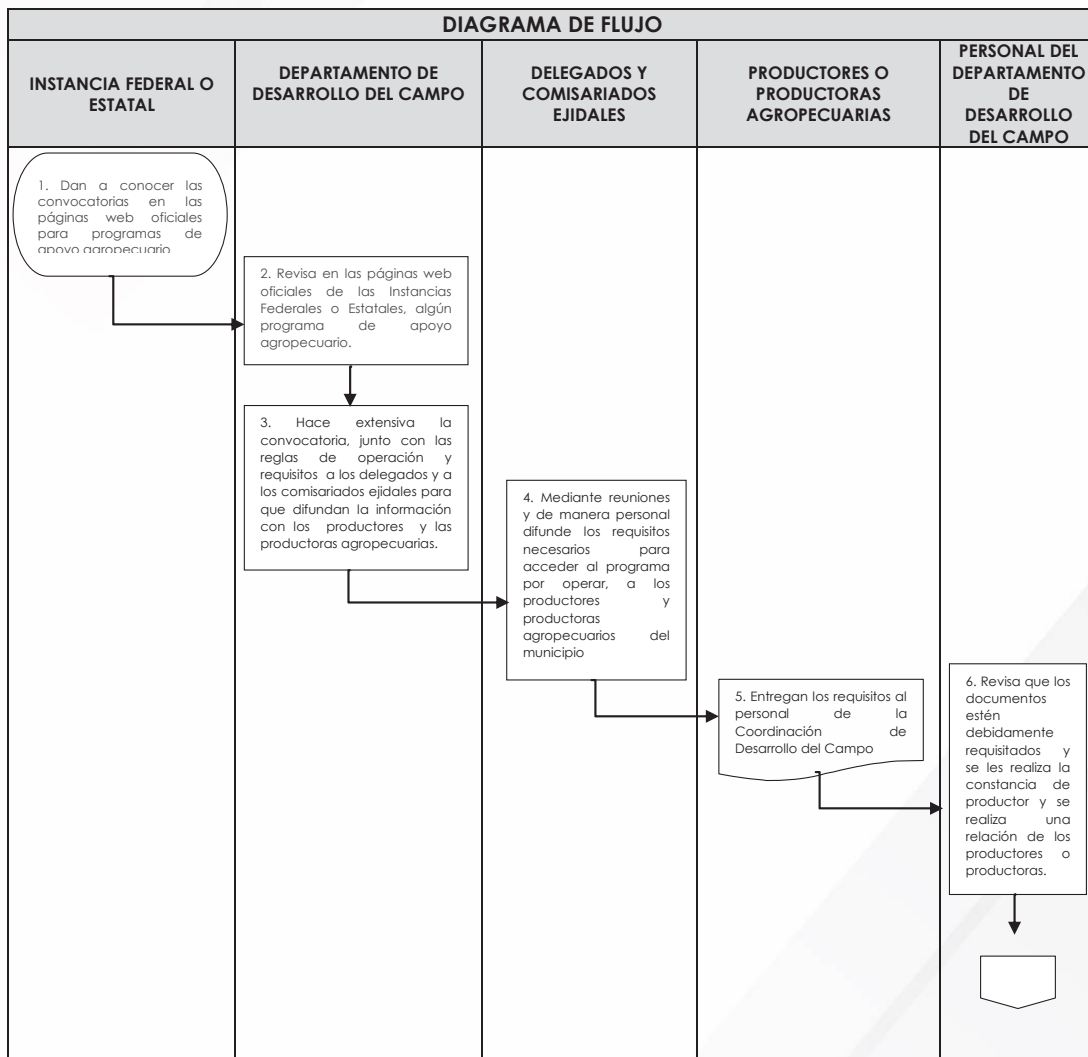 DIAGRAMA DE FLUJO
INSTANCIA FEDERAL O
ESTATAL
DEPARTAMENTO DE
DESARROLLO DEL CAMPO
DELEGADOS Y
COMISARIADOS
EJIDALES
PRODUCTORES O
PRODUCTORAS
AGROPECUARIAS
PERSONAL DEL
DEPARTAMENTO
DE
DESARROLLO
DEL CAMPO
1. Dan a conocer las
convocatorias en las
páginas web oficiales
para programas de
apoyo agropecuario
2. Revisa en las páginas web
oficiales de las Instancias
Federales o Estatales, algún
programa de apoyo
agropecuario.
3. Hace extensiva la
convocatoria, junto con las
reglas de operación y
requisitos a los delegados y a
los comisariados ejidales para
que difundan la información
con los productores y las
productoras agropecuarias.
4. Mediante reuniones
y de manera personal
difunde los requisitos
necesarios para
acceder al programa
por operar, a los
productores y
productoras
agropecuarios del
municipio
5. Entregan los requisitos al
personal de la
Coordinación de
Desarrollo del Campo
6. Revisa que los
documentos
estén
debidamente
requisitados y
se les realiza la
constancia de
productor y se
realiza una
relación de los
productores o
productoras.